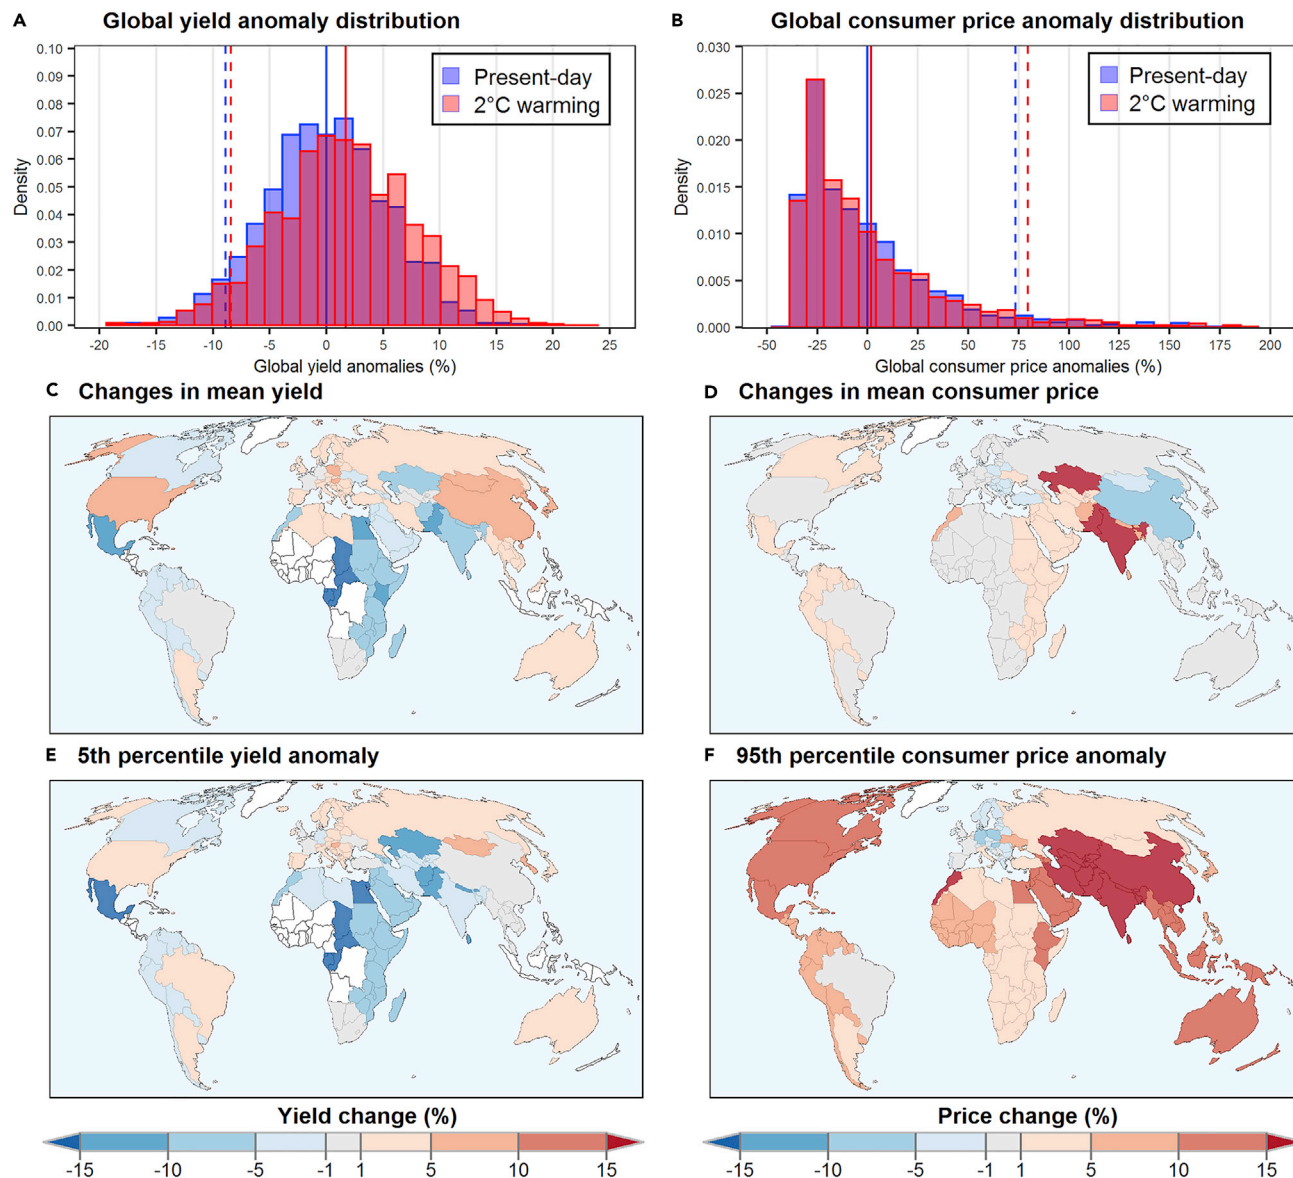 A Global yield anomaly distribution
Density
0.10
0.09
0.08
0.07
0.06
0.05
0.04
0.03
0.02
0.01
0.00
Present-day
2°C warming
-20 -15 -10 -5 0 5 10 15 20 25
Global yield anomalies (%)
B Global consumer price anomaly distribution
Density
0.030
0.025
0.020
0.015
0.010
0.005
0.000
Present-day
2°C warming
-50 -25 0 25 50 75 100 125 150 175 200
Global consumer price anomalies (%)
C Changes in mean yield
D Changes in mean consumer price
E 5th percentile yield anomaly
F 95th percentile consumer price anomaly
Yield change (%)
-15 -10 -5 -1 1 5 10 15
Price change (%)
-15 -10 -5 -1 1 5 10 15